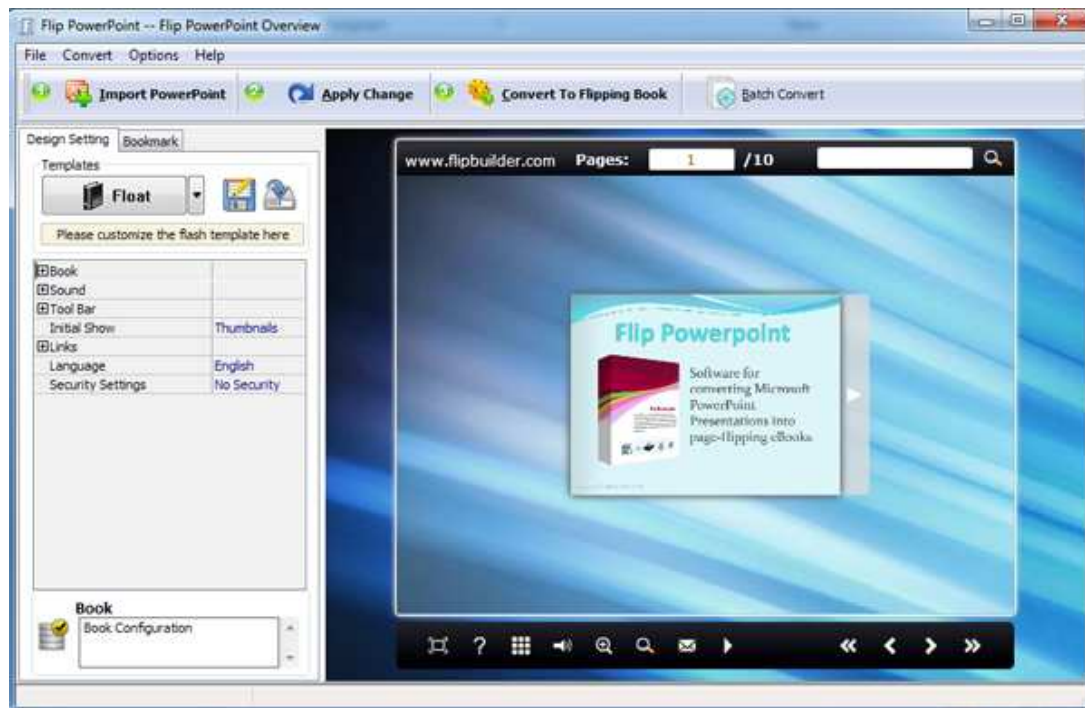 Flip PowerPoint -- Flip PowerPoint Overview
File Convert Options Help
Import PowerPoint Apply Change Convert To Flipping Book Batch Convert
Design Setting Bookmark
Templates
Float
Please customize the flash template here
Book
Sound
Tool Bar
Initial Show Thumbnails
Links
Language English
Security Settings No Security
Book
Book Configuration
www.flipbuilder.com Pages: 1 /10
Flip Powerpoint
Software for
converting Microsoft
PowerPoint
Presentations into
page-flipping eBooks